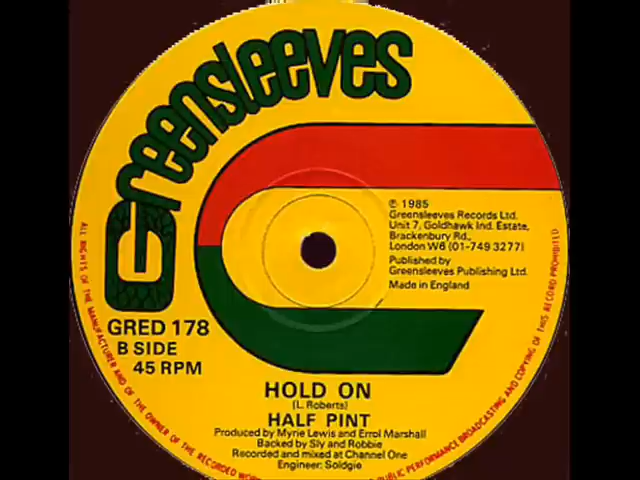 Greensleeves
℗ 1985
Greensleeves Records Ltd.
Unit 7, Goldhawk Ind. Estate,
Brackenbury Rd.,
London W6 (01-749 3277)
Published by
Greensleeves Publishing Ltd.
Made in England
GRED 178
B SIDE
45 RPM
HOLD ON
(L. Roberts)
HALF PINT
Produced by Myrie Lewis and Errol Marshall
Backed by Sly and Robbie
Recorded and mixed at Channel One
Engineer: Soldgie
ALL RIGHTS OF THE MANUFACTURER AND OF THE OWNER OF THE RECORDED WORK
PUBLIC PERFORMANCE BROADCASTING AND COPYING OF THIS RECORD PROHIBITED